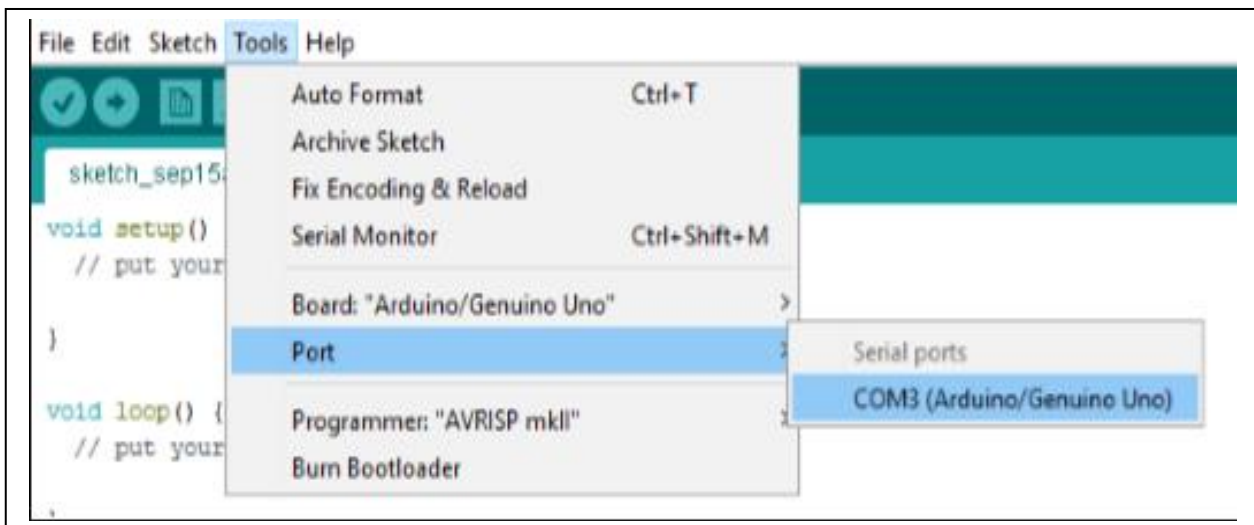 File Edit Sketch Tools Help
Auto Format Ctrl+T
Archive Sketch
sketch_sep15a
Fix Encoding & Reload
void setup()
Serial Monitor Ctrl+Shift+M
// put your
Board: "Arduino/Genuino Uno"
}
Port
Serial ports
COM3 (Arduino/Genuino Uno)
void loop() {
Programmer: "AVRISP mkII"
// put your
Burn Bootloader